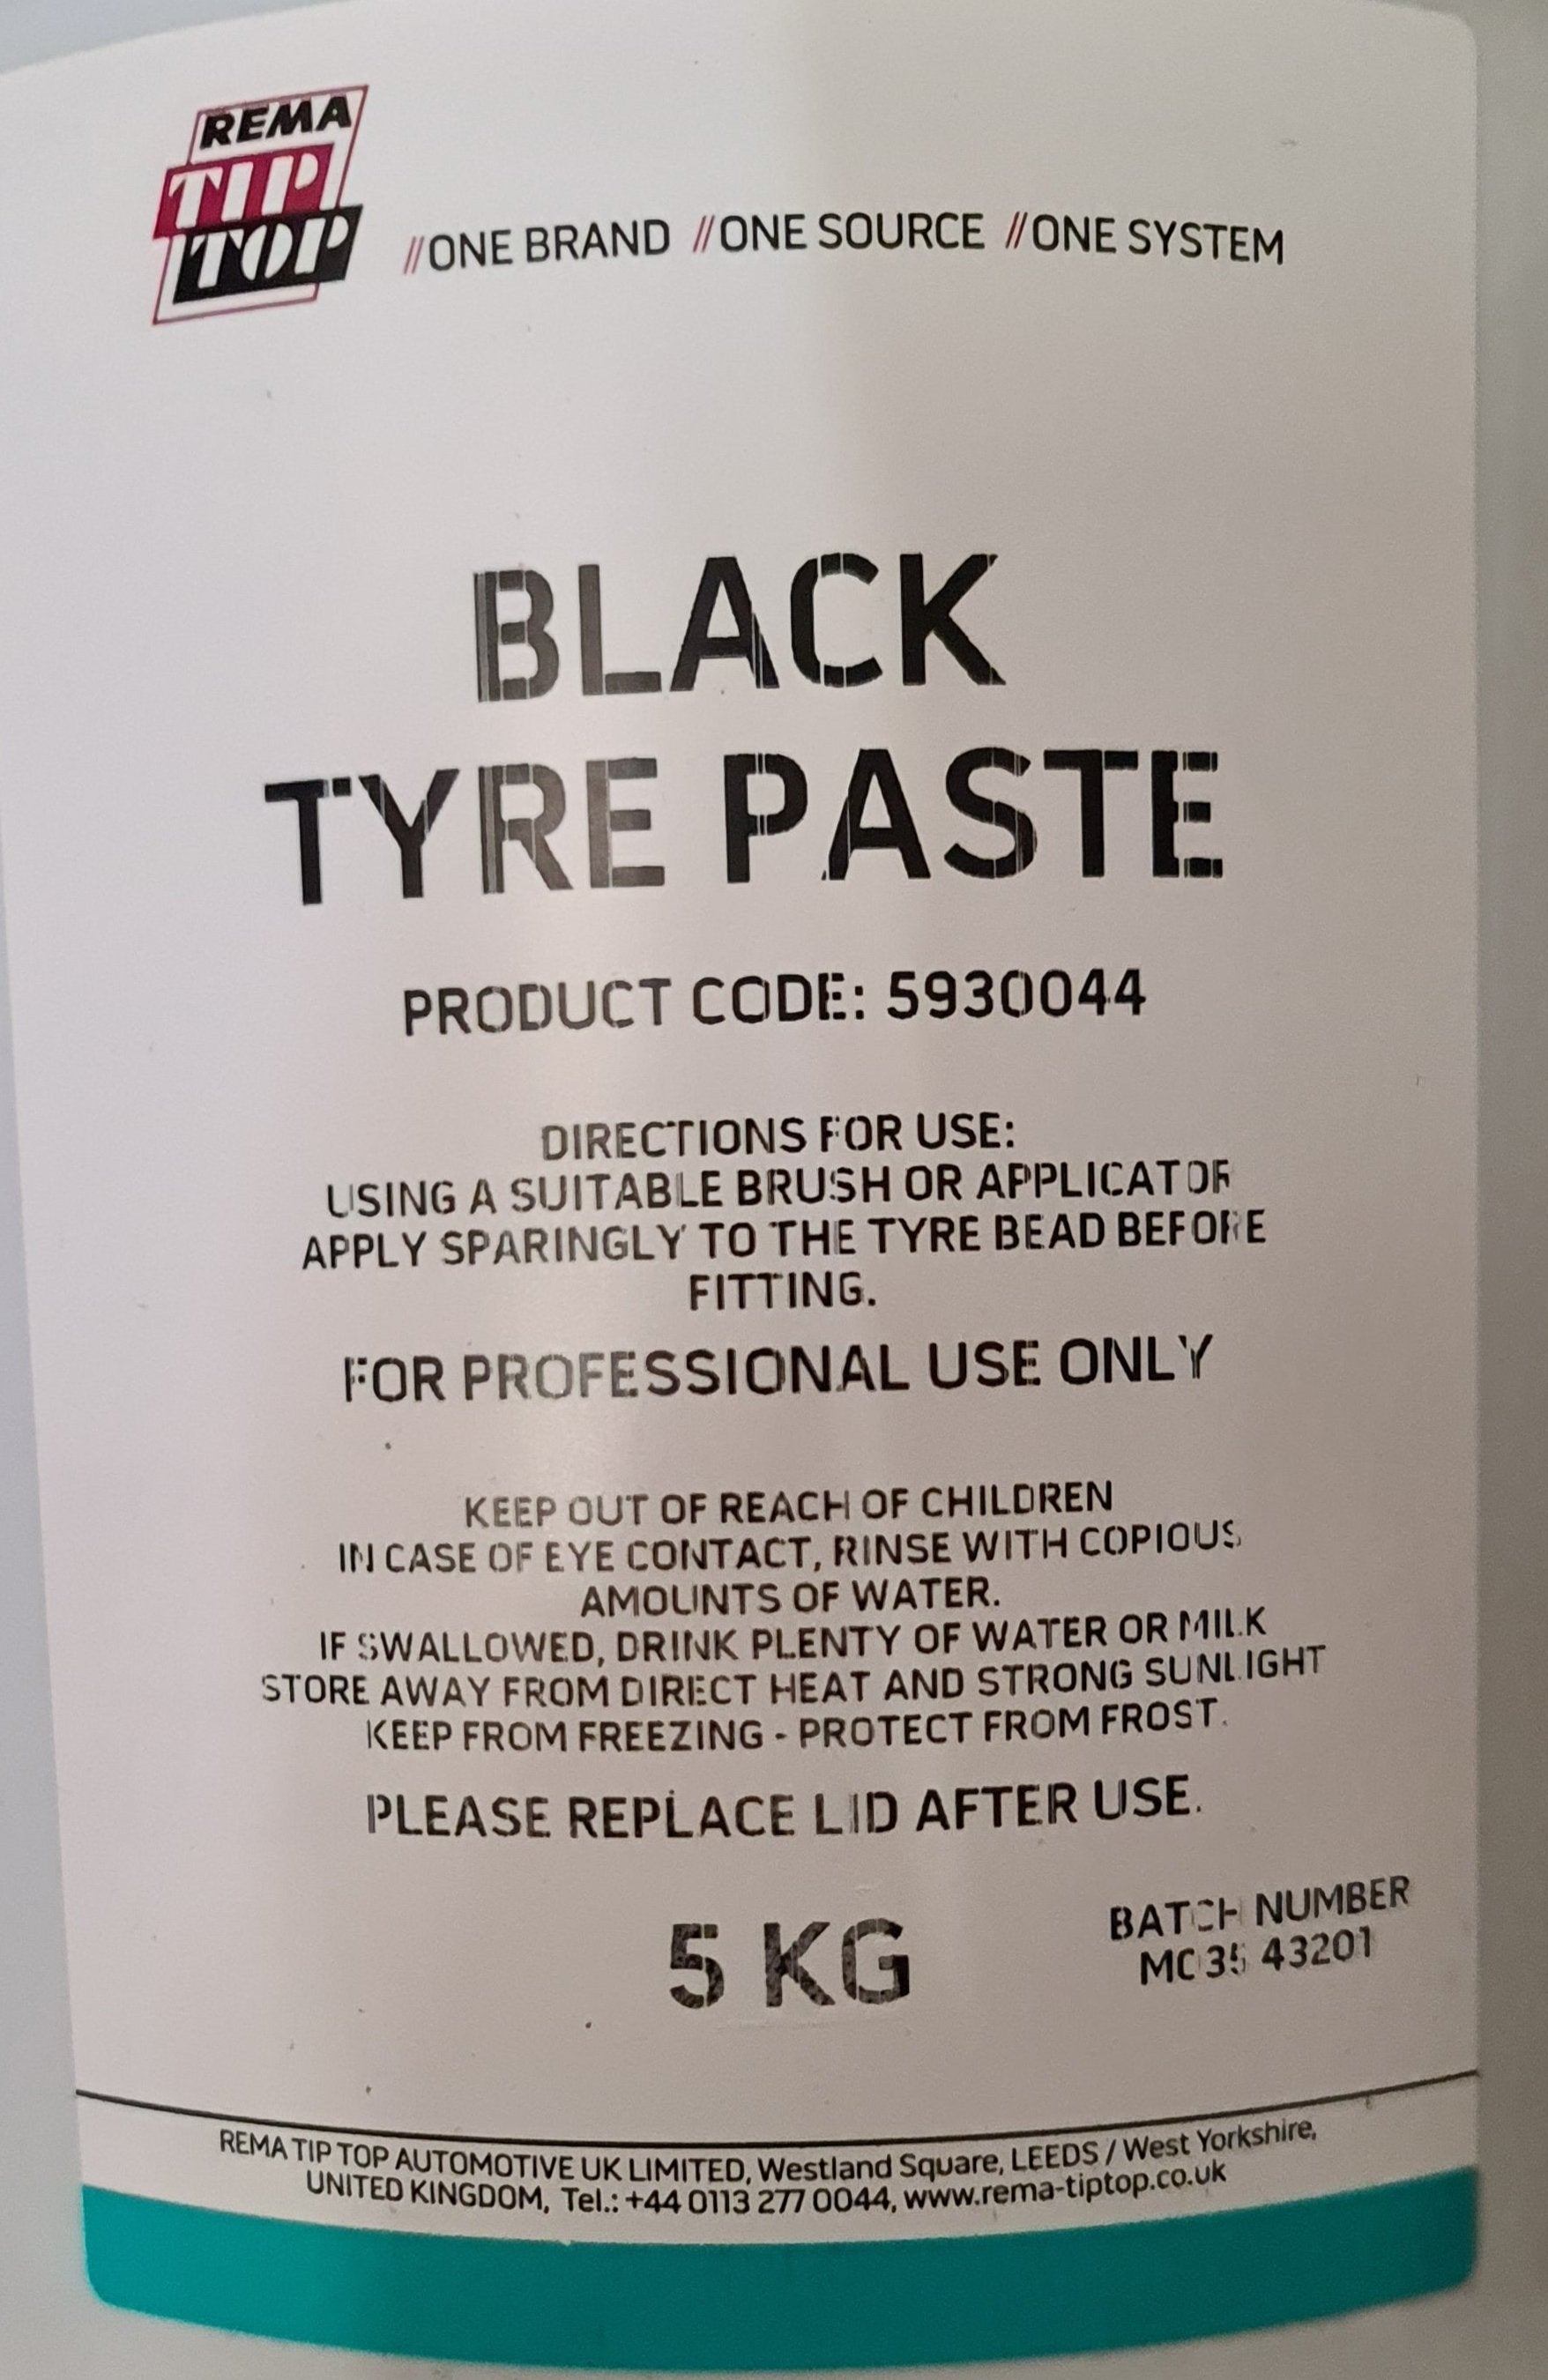 REMA
TIP
TOP
//ONE BRAND //ONE SOURCE //ONE SYSTEM
BLACK
TYRE PASTE
PRODUCT CODE: 5930044
DIRECTIONS FOR USE:
USING A SUITABLE BRUSH OR APPLICATOR
APPLY SPARINGLY TO THE TYRE BEAD BEFORE
FITTING.
FOR PROFESSIONAL USE ONLY
KEEP OUT OF REACH OF CHILDREN
IN CASE OF EYE CONTACT, RINSE WITH COPIOUS
AMOUNTS OF WATER.
IF SWALLOWED, DRINK PLENTY OF WATER OR MILK
STORE AWAY FROM DIRECT HEAT AND STRONG SUNLIGHT
KEEP FROM FREEZING - PROTECT FROM FROST.
PLEASE REPLACE LID AFTER USE.
5 KG
BATCH NUMBER
MC35 43201
REMA TIP TOP AUTOMOTIVE UK LIMITED, Westland Square, LEEDS / West Yorkshire,
UNITED KINGDOM, Tel.: +44 0113 277 0044, www.rema-tiptop.co.uk